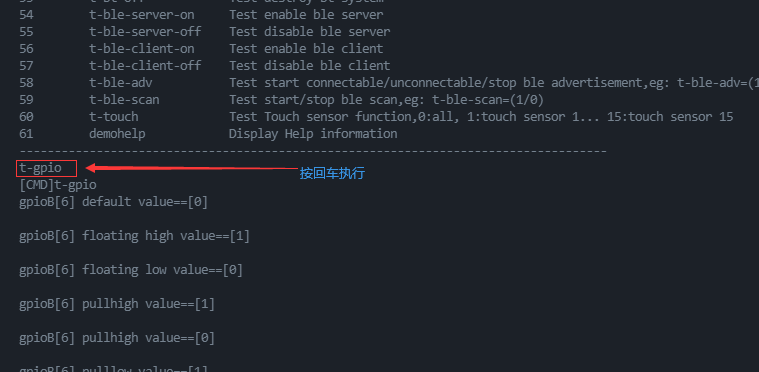 54 t-ble-server-on Test enable ble server
55 t-ble-server-off Test disable ble server
56 t-ble-client-on Test enable ble client
57 t-ble-client-off Test disable ble client
58 t-ble-adv Test start connectable/unconnectable/stop ble advertisement,eg: t-ble-adv=(1
59 t-ble-scan Test start/stop ble scan,eg: t-ble-scan=(1/0)
60 t-touch Test Touch sensor function,0:all, 1:touch sensor 1... 15:touch sensor 15
61 demohelp Display Help information
-----------------------------------------------------------------------------------
t-gpio
按回车执行
[CMD]t-gpio
gpioB[6] default value==[0]
gpioB[6] floating high value==[1]
gpioB[6] floating low value==[0]
gpioB[6] pullhigh value==[1]
gpioB[6] pullhigh value==[0]
gpioB[6] pulllow value==[1]